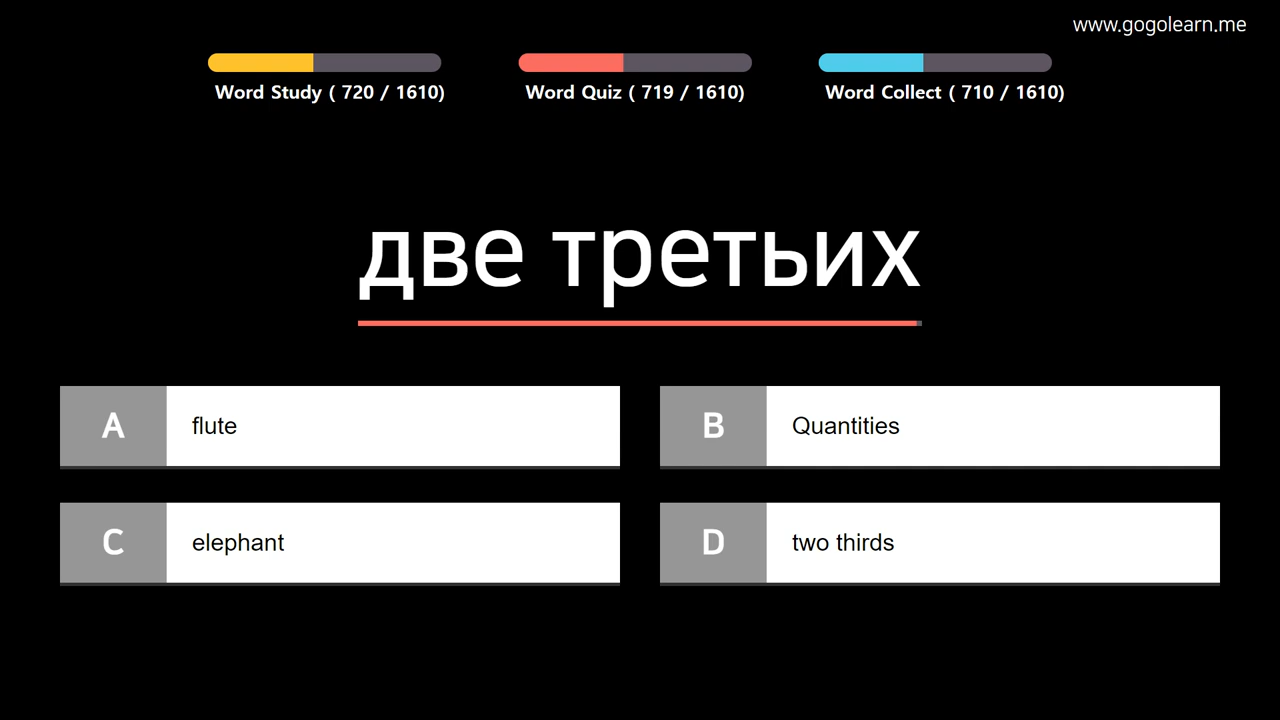 www.gogolearn.me
Word Study ( 720 / 1610)
Word Quiz ( 719 / 1610)
Word Collect ( 710 / 1610)
две третьих
A flute
B Quantities
C elephant
D two thirds